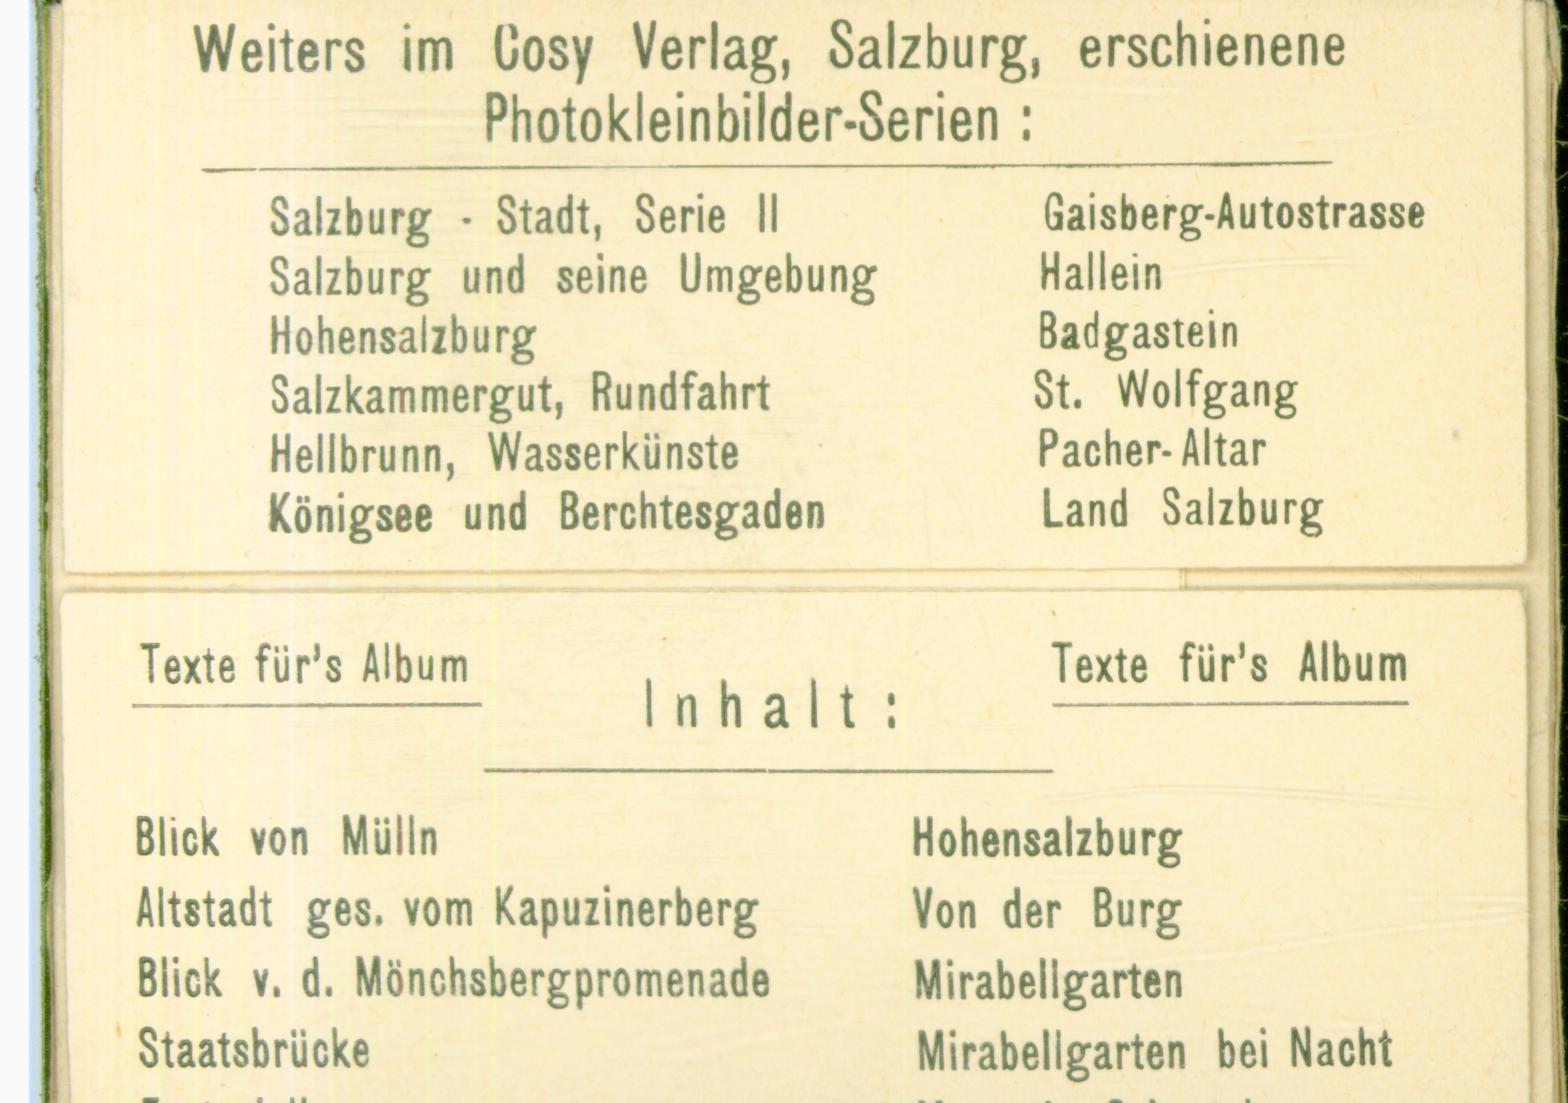 Weiters im Cosy Verlag, Salzburg, erschienene
Photokleinbilder-Serien :
Salzburg - Stadt, Serie II
Salzburg und seine Umgebung
Hohensalzburg
Salzkammergut, Rundfahrt
Hellbrunn, Wasserkünste
Königsee und Berchtesgaden
Gaisberg-Autostrasse
Hallein
Badgastein
St. Wolfgang
Pacher-Altar
Land Salzburg
Texte für's Album
Inhalt :
Texte für's Album
Blick von Mülln
Altstadt ges. vom Kapuzinerberg
Blick v. d. Mönchsbergpromenade
Staatsbrücke
Hohensalzburg
Von der Burg
Mirabellgarten
Mirabellgarten bei Nacht